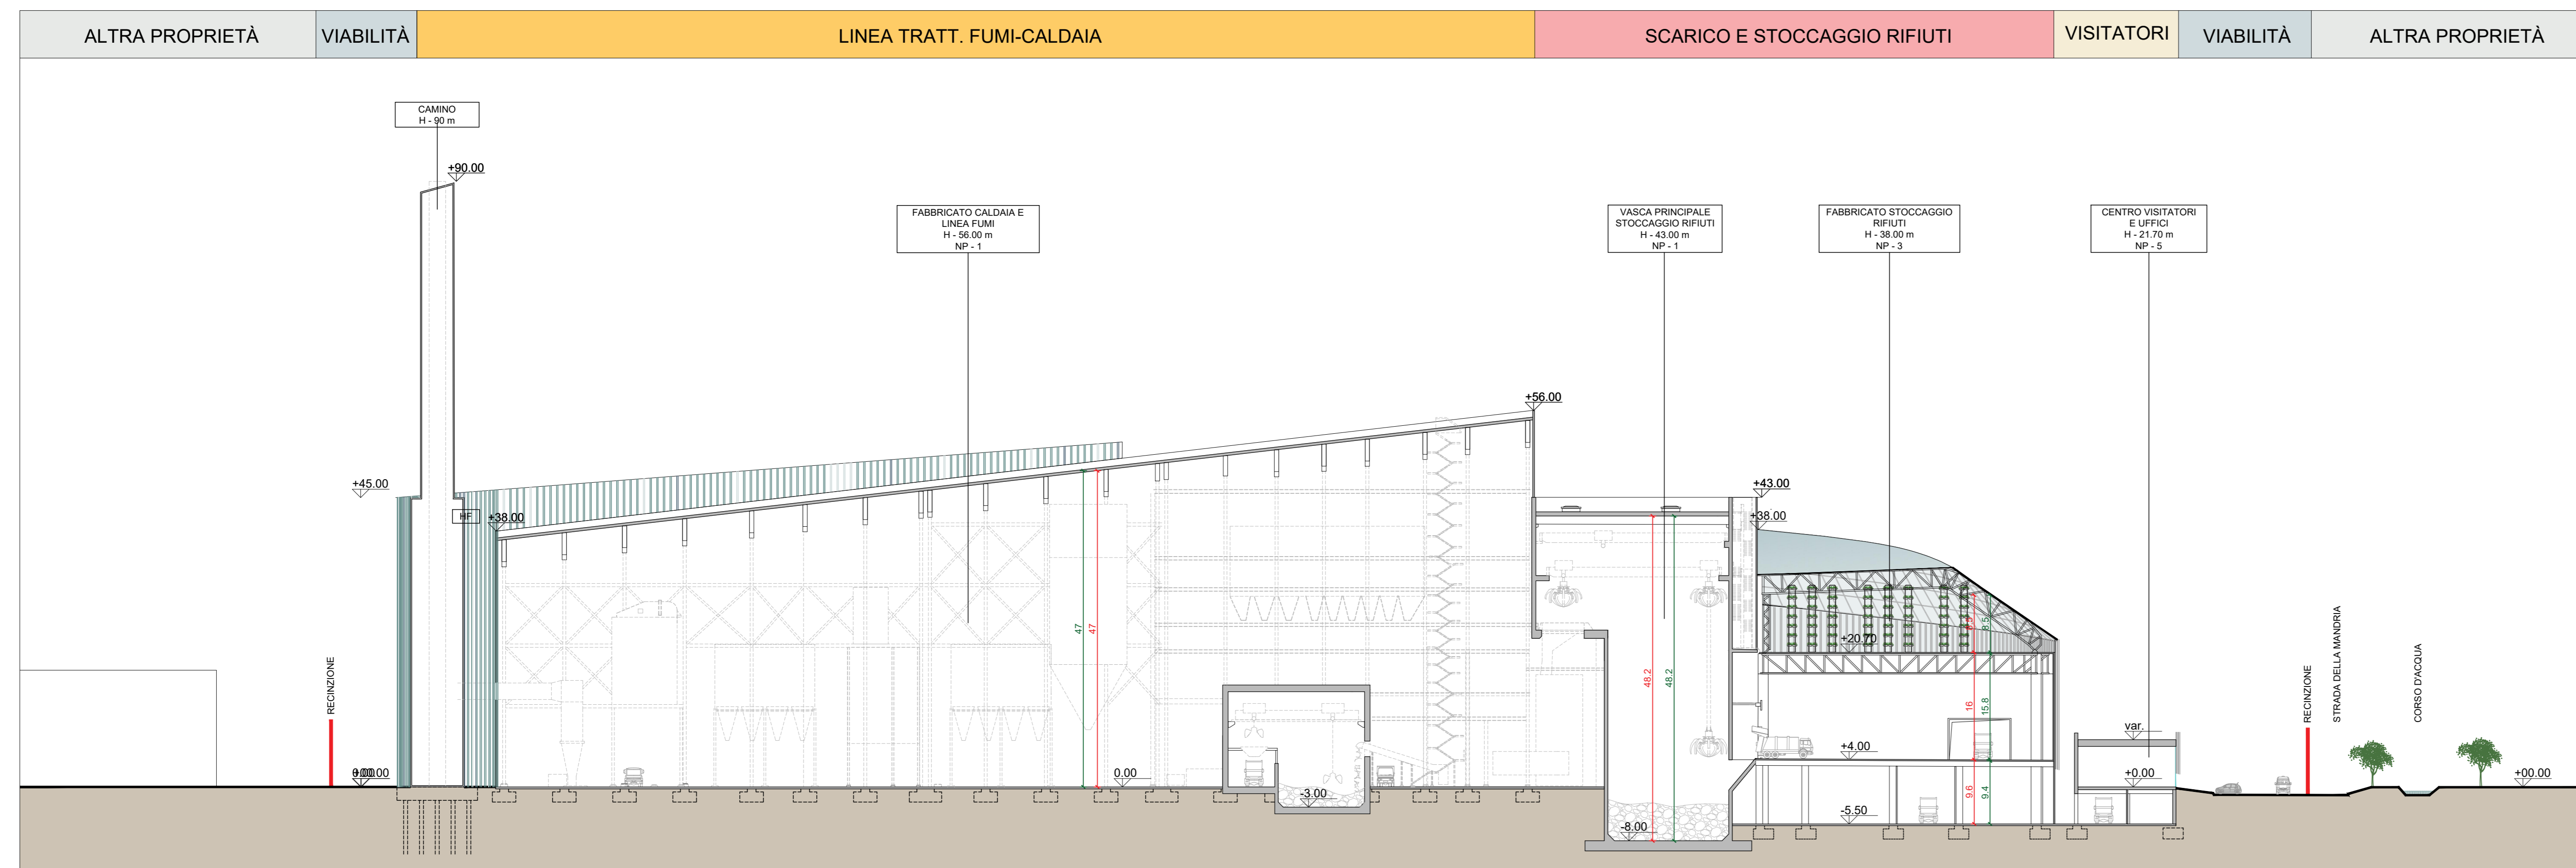 ALTRA PROPRIETÀ
VIABILITÀ
LINEA TRATT. FUMI-CALDAIA
SCARICO E STOCCAGGIO RIFIUTI
VISITATORI
VIABILITÀ
ALTRA PROPRIETÀ
CAMINO
H - 90 m
+90.00
FABBRICATO CALDAIA E
LINEA FUMI
H - 56.00 m
NP - 1
VASCA PRINCIPALE
STOCCAGGIO RIFIUTI
H - 43.00 m
NP - 1
FABBRICATO STOCCAGGIO
RIFIUTI
H - 38.00 m
NP - 3
CENTRO VISITATORI
E UFFICI
H - 21.70 m
NP - 5
+56.00
+45.00
+43.00
HF
+38.00
+38.00
47
47
48.2
48.2
8.5
+20.70
16
15.8
+4.00
9.6
9.4
-5.50
-8.00
-3.00
0.00
RECINZIONE
var.
+0.00
RECINZIONE
STRADA DELLA MANDRIA
CORSO D'ACQUA
+00.00